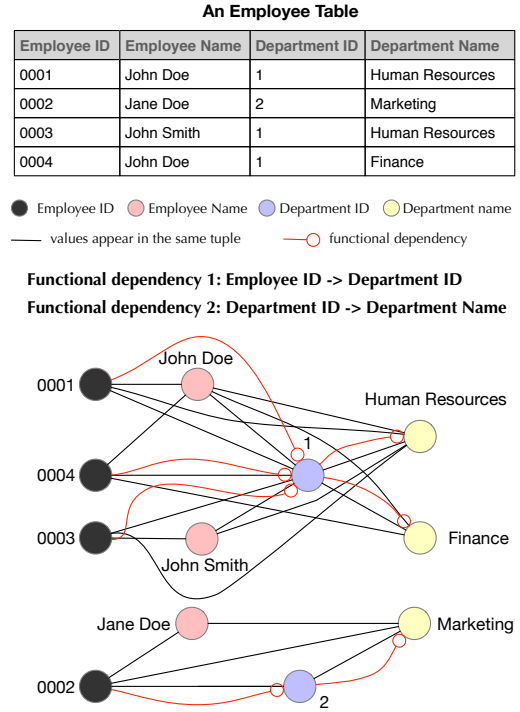 An Employee Table
Employee ID Employee Name Department ID Department Name
0001 John Doe 1 Human Resources
0002 Jane Doe 2 Marketing
0003 John Smith 1 Human Resources
0004 John Doe 1 Finance
Employee ID Employee Name Department ID Department name
values appear in the same tuple functional dependency
Functional dependency 1: Employee ID -> Department ID
Functional dependency 2: Department ID -> Department Name
John Doe
0001
Human Resources
1
0004
0003
Finance
John Smith
Jane Doe
Marketing
0002
2